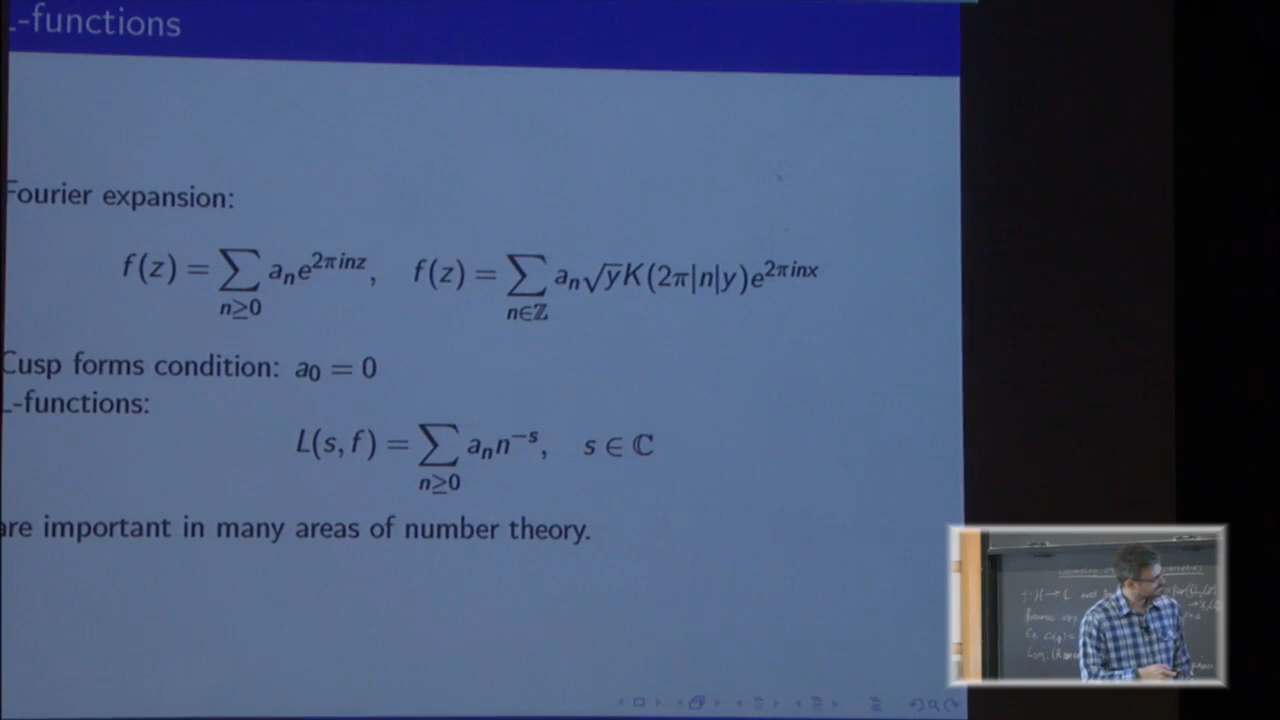 -functions
Fourier expansion:
f(z) = ∑_{n≥0} a_n e^{2πinz}, f(z) = ∑_{n∈ℤ} a_n √y K(2π|n|y) e^{2πinx}
Cusp forms condition: a_0 = 0
L-functions:
L(s, f) = ∑_{n≥0} a_n n^{-s}, s ∈ ℂ
are important in many areas of number theory.